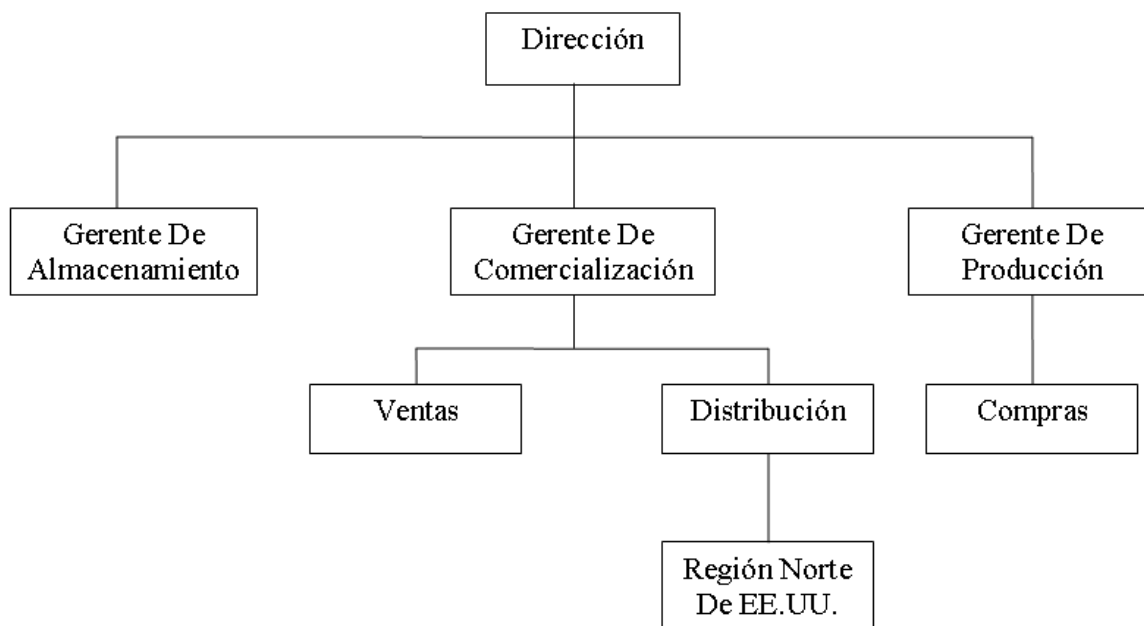 Dirección
Gerente De
Almacenamiento
Gerente De
Comercialización
Gerente De
Producción
Ventas
Distribución
Compras
Región Norte
De EE.UU.